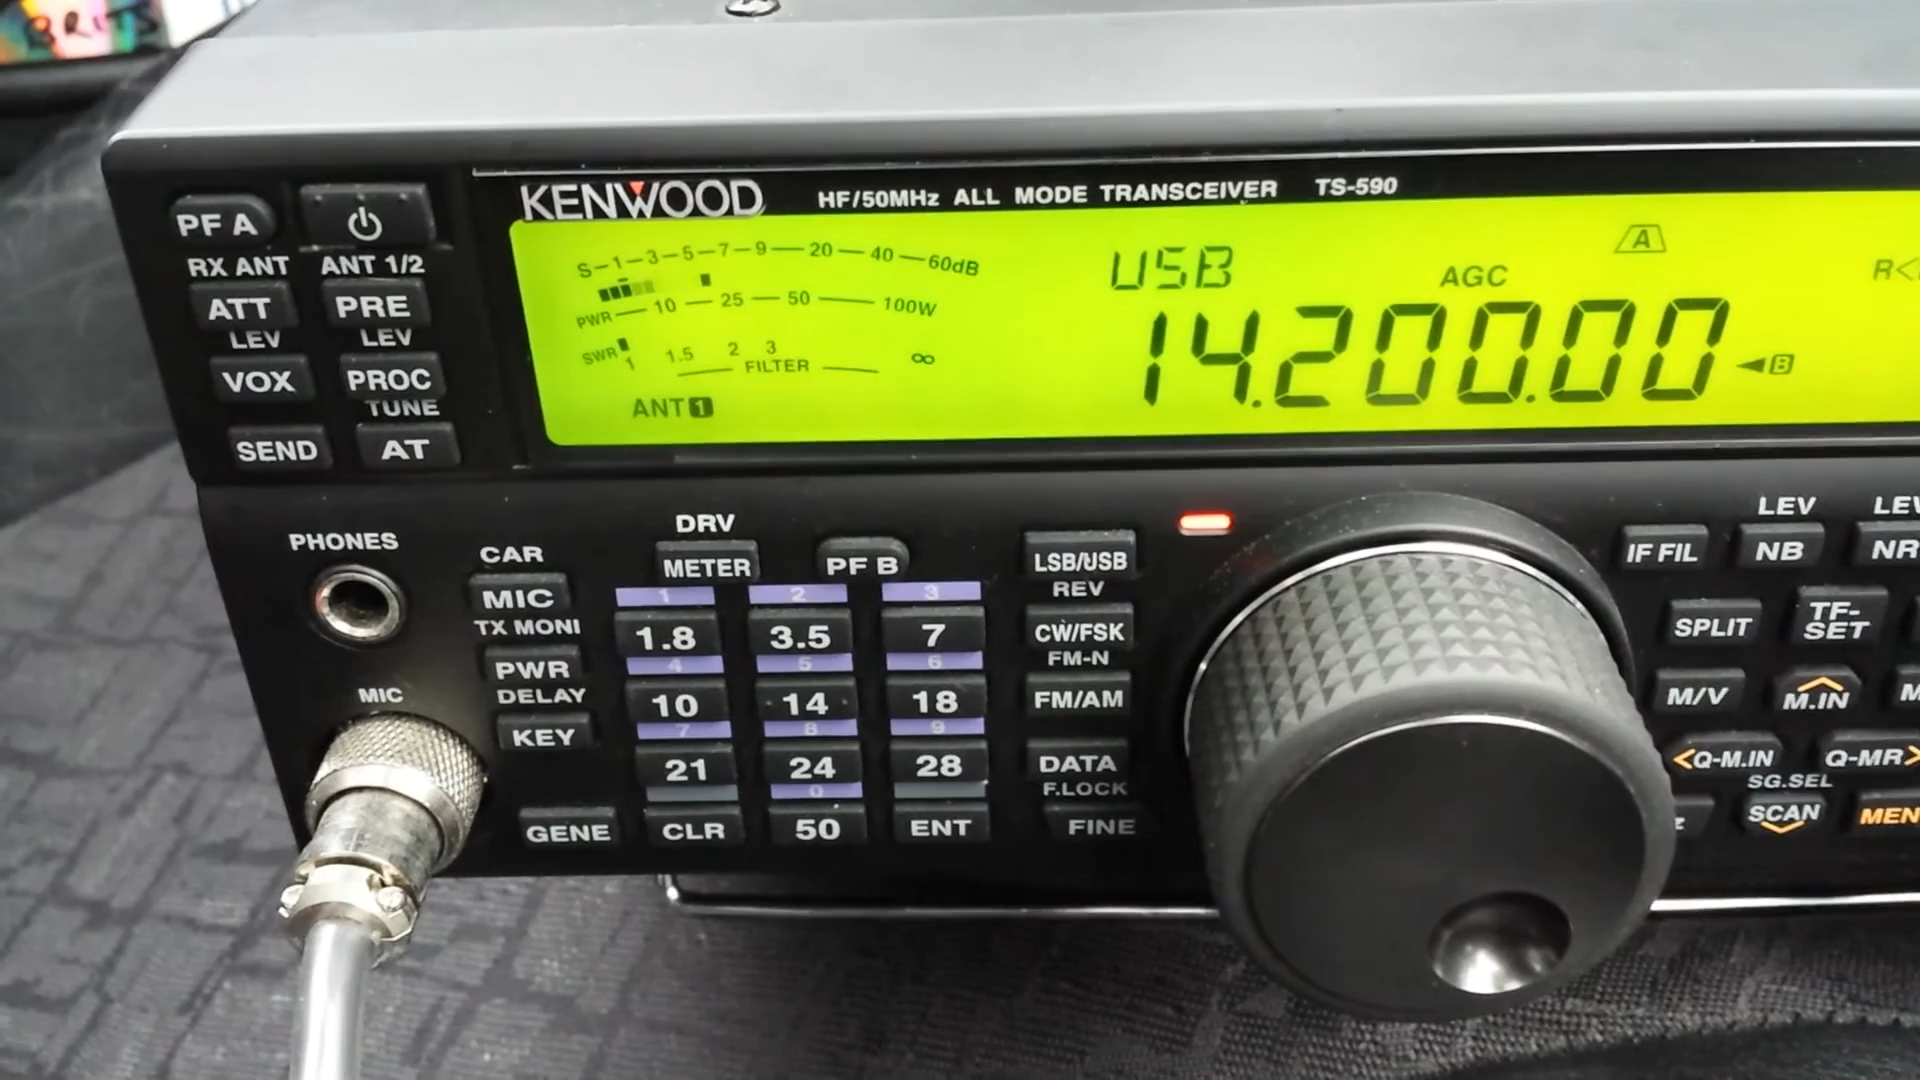 BRITS
KENWOOD HF/50MHz ALL MODE TRANSCEIVER TS-590
PF A
RX ANT ANT 1/2
ATT PRE
LEV LEV
VOX PROC
TUNE
SEND AT
S 1 3 5 7 9 20 40 60dB
PWR 10 25 50 100W
SWR 1 1.5 2 3 ∞
FILTER
ANT 1
USB AGC A R<
14.200.00 ◄B
PHONES
MIC
CAR
MIC
TX MONI
PWR
DELAY
KEY
GENE
DRV
METER PF B
1 2 3
1.8 3.5 7
4 5 6
10 14 18
7 8 9
21 24 28
0
CLR 50 ENT
LSB/USB
REV
CW/FSK
FM-N
FM/AM
DATA
F.LOCK
FINE
LEV LEV
IF FIL NB NR
SPLIT TF-SET
M/V M.IN M
<Q-M.IN Q-MR>
SG.SEL
z SCAN MEN